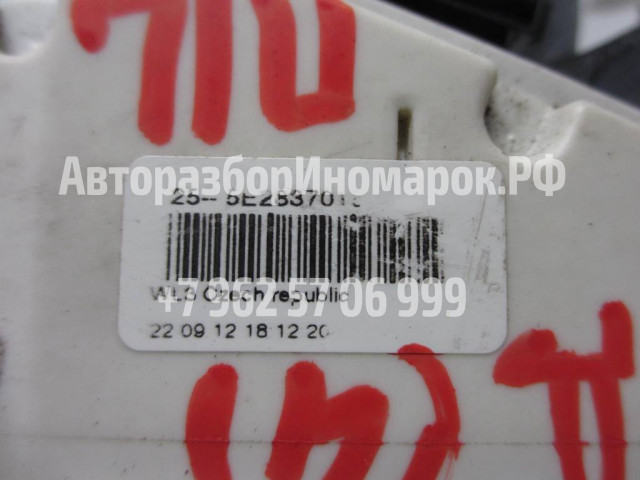 АвторазборИномарок.РФ
25-- 5E2837015
+7 962 57 06 999
WLS Czech republic
22 09 12 18 12 20